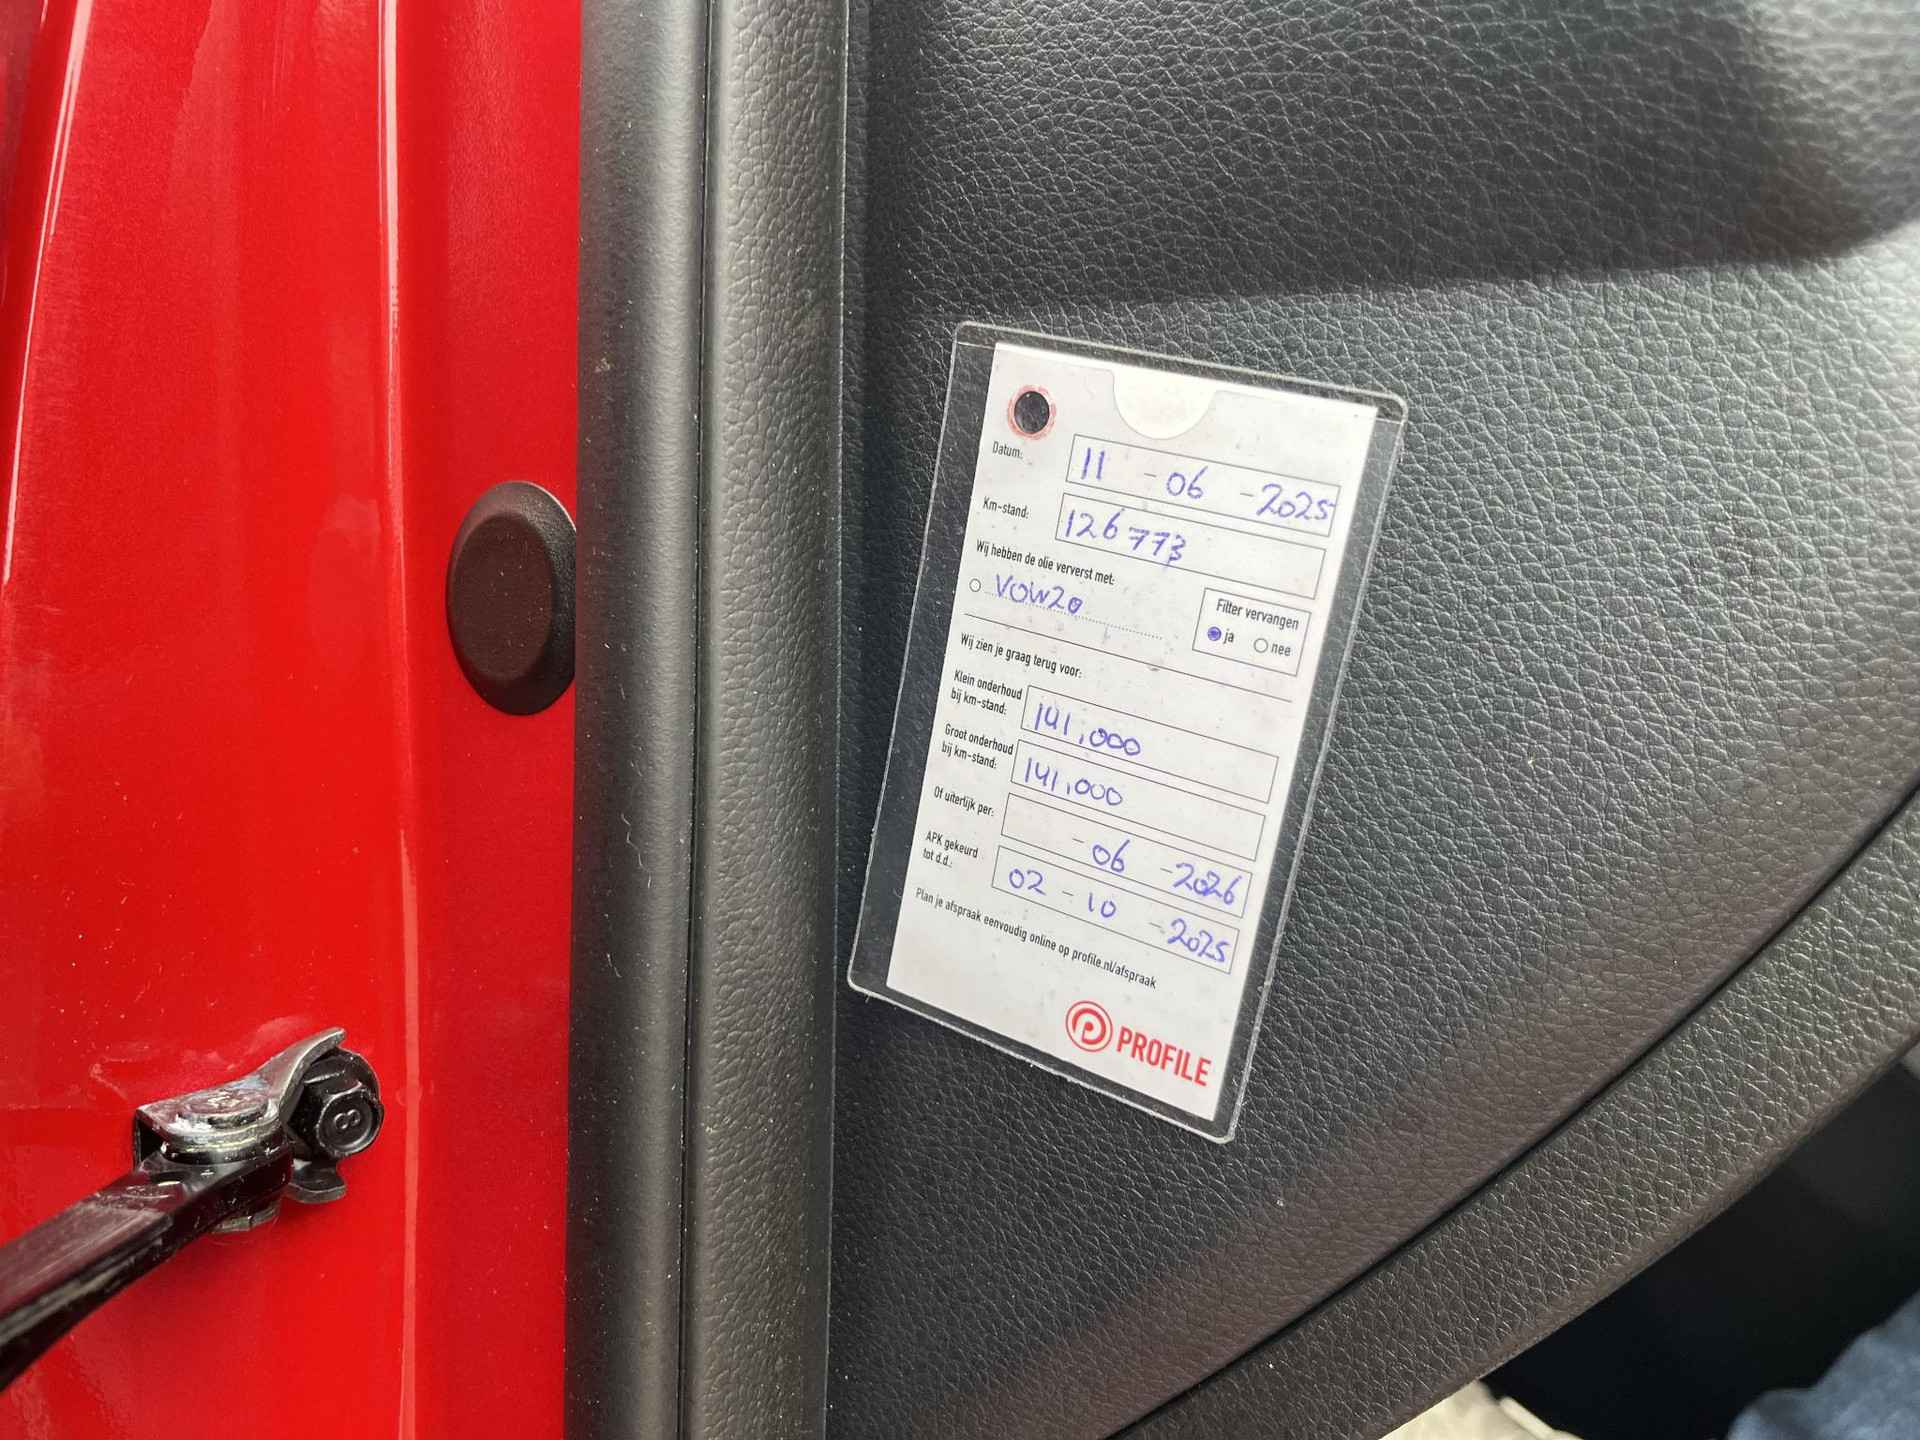 Datum: 11 - 06 - 2025
Km-stand: 126773
Wij hebben de olie ververst met:
VOW20
Filter vervangen
ja nee
Wij zien je graag terug voor:
Klein onderhoud
bij km-stand: 141.000
Groot onderhoud
bij km-stand: 141.000
Of uiterlijk per: - 06 - 2026
APK gekeurd
tot d.d.: 02 - 10 - 2025
Plan je afspraak eenvoudig online op profile.nl/afspraak
PROFILE
8